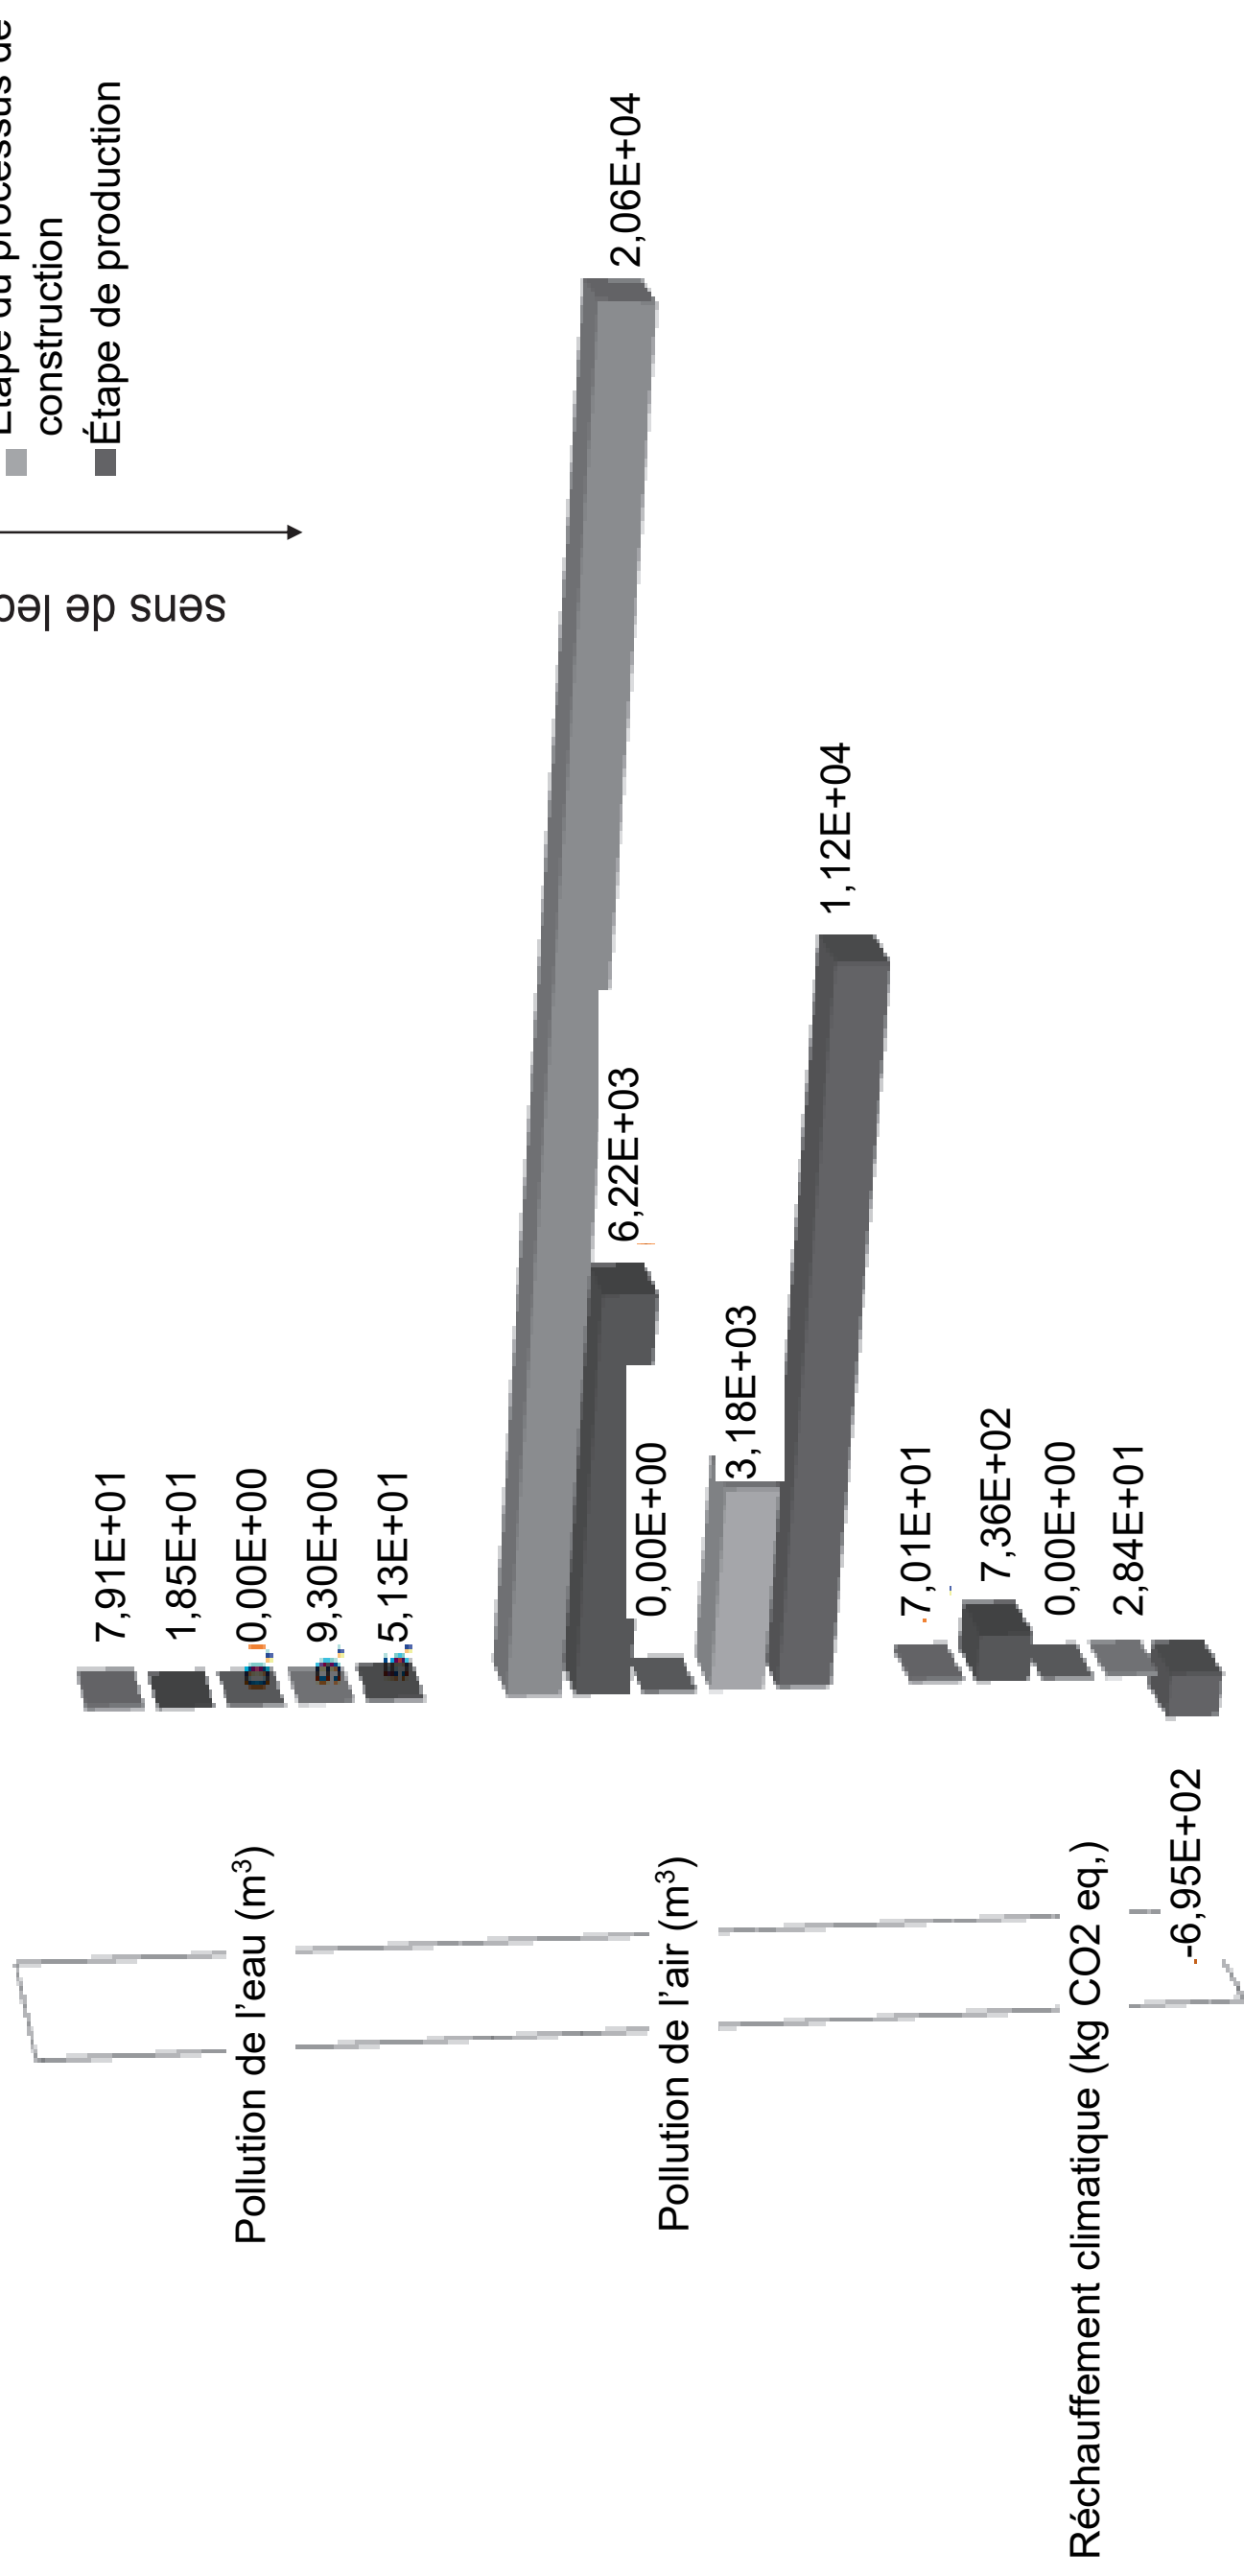 processus de
construction
Étape de production
sens de
7,91E+01
1,85E+01
0,00E+00
9,30E+00
5,13E+01
Pollution de l'eau (m³)
2,06E+04
6,22E+03
0,00E+00
3,18E+03
1,12E+04
Pollution de l'air (m³)
7,01E+01
7,36E+02
0,00E+00
2,84E+01
-6,95E+02
Réchauffement climatique (kg CO2 eq,)